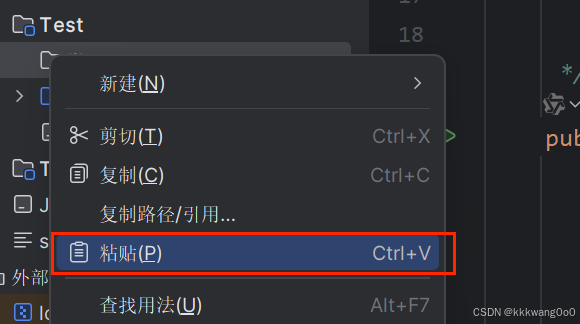 17
Test
18
新建(N)
*/
剪切(T) Ctrl+X
pub
复制(C) Ctrl+C
复制路径/引用...
粘贴(P) Ctrl+V
外部
查找用法(U) Alt+F7
CSDN @kkkwang0o0